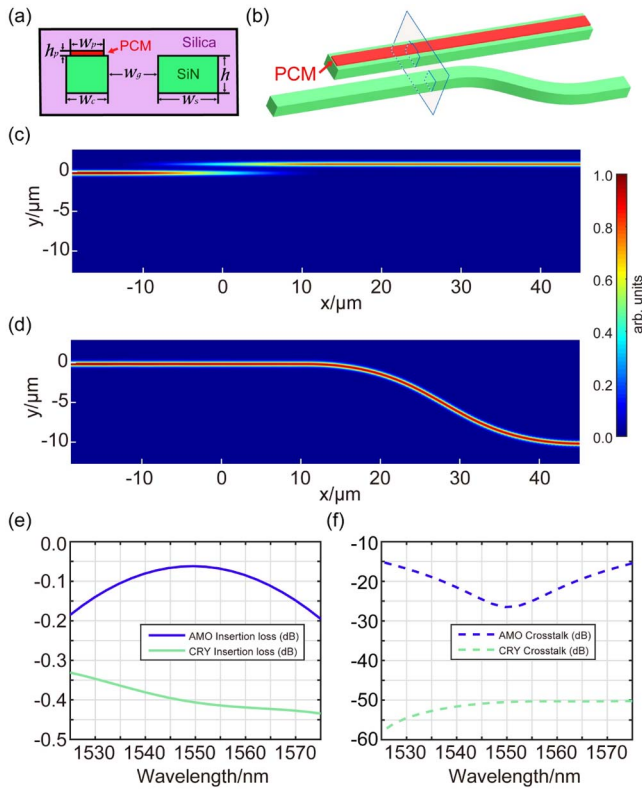 (a)
W_p
PCM
Silica
h_p
W_g
SiN
h
W_c
W_s
(b)
PCM
(c)
y/μm
0
-5
-10
-10 0 10 20 30 40
x/μm
(d)
y/μm
0
-5
-10
-10 0 10 20 30 40
x/μm
1.0
0.8
0.6
0.4
0.2
0.0
arb. units
(e)
0.0
-0.1
-0.2
-0.3
-0.4
-0.5
AMO Insertion loss (dB)
CRY Insertion loss (dB)
1530 1540 1550 1560 1570
Wavelength/nm
(f)
-10
-20
-30
-40
-50
-60
AMO Crosstalk (dB)
CRY Crosstalk (dB)
1530 1540 1550 1560 1570
Wavelength/nm